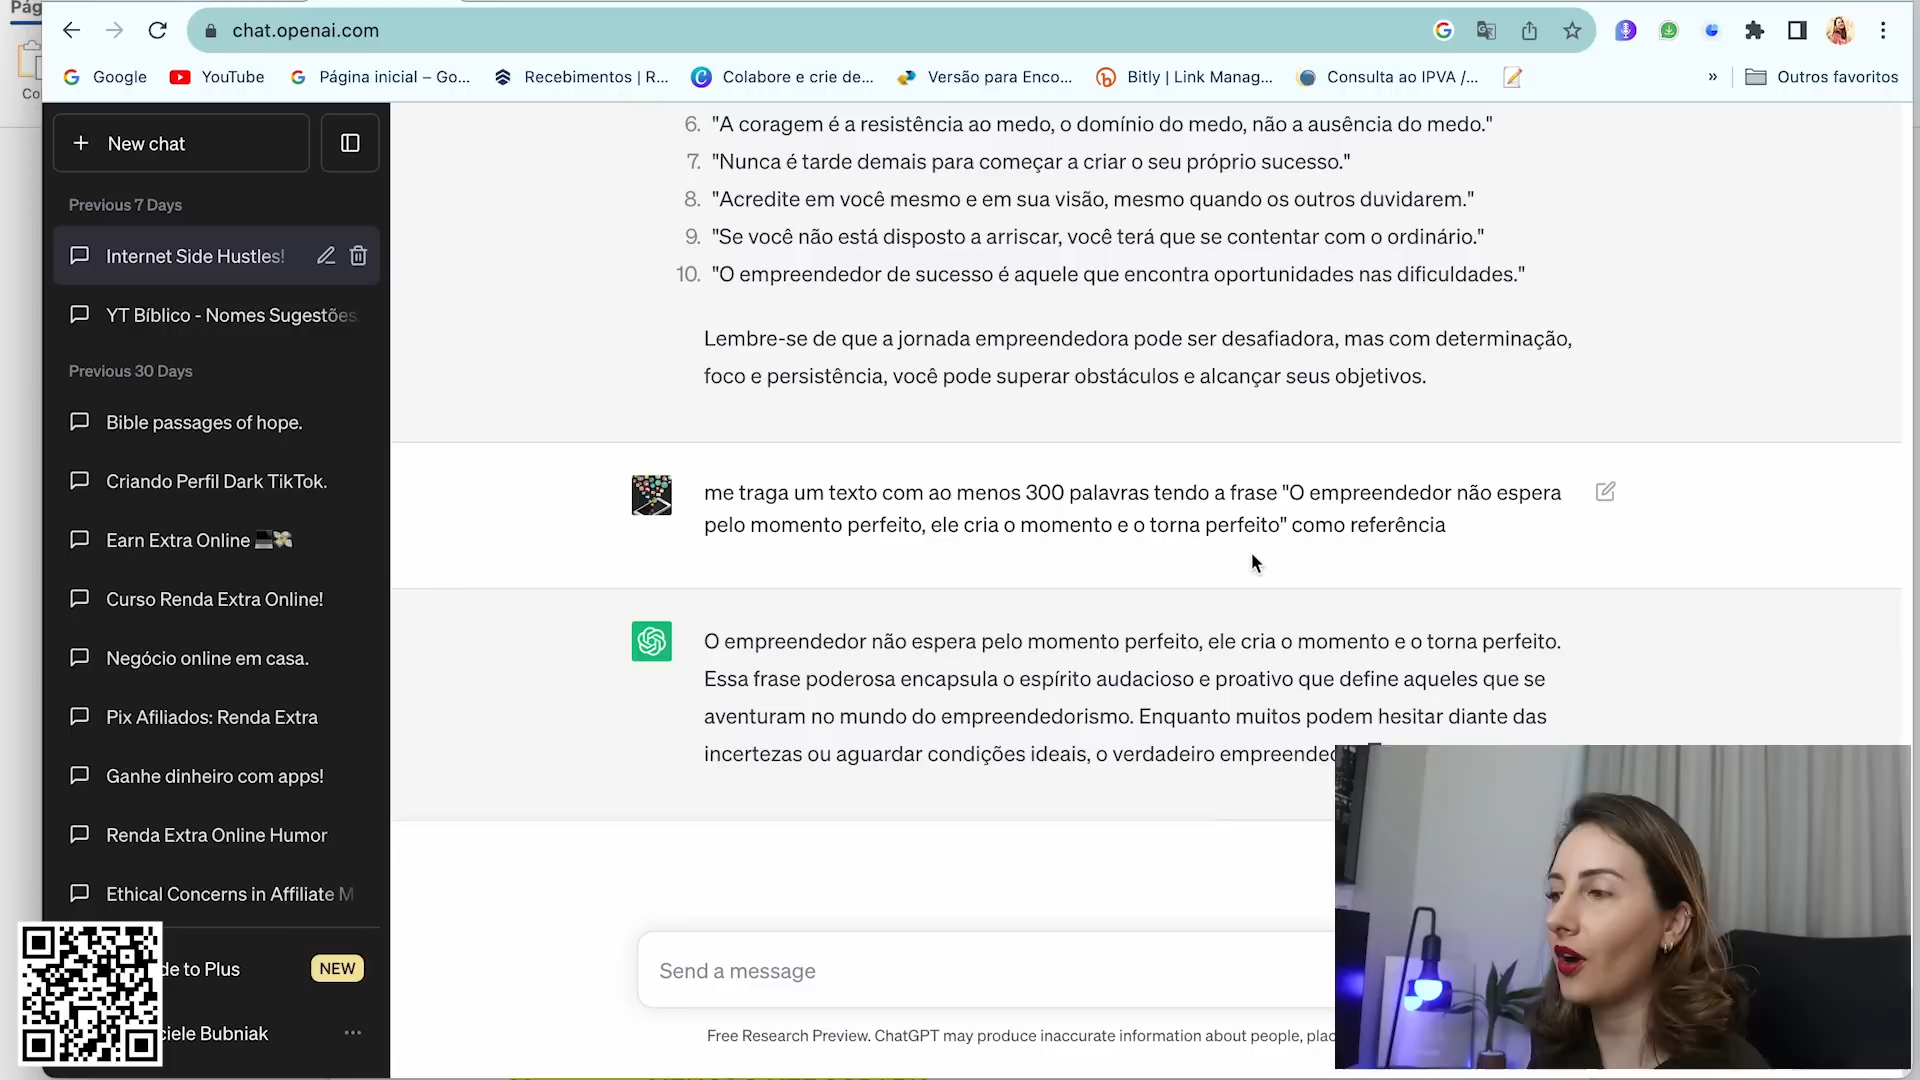 Pág
chat.openai.com
Google
YouTube
Página inicial – Go...
Recebimentos | R...
Colabore e crie de...
Versão para Enco...
Bitly | Link Manag...
Consulta ao IPVA /...
»
Outros favoritos
Co
+ New chat
Previous 7 Days
Internet Side Hustles!
YT Bíblico - Nomes Sugestões
Previous 30 Days
Bible passages of hope.
Criando Perfil Dark TikTok.
Earn Extra Online
Curso Renda Extra Online!
Negócio online em casa.
Pix Afiliados: Renda Extra
Ganhe dinheiro com apps!
Renda Extra Online Humor
Ethical Concerns in Affiliate M
de to Plus
NEW
ciele Bubniak
6. "A coragem é a resistência ao medo, o domínio do medo, não a ausência do medo."
7. "Nunca é tarde demais para começar a criar o seu próprio sucesso."
8. "Acredite em você mesmo e em sua visão, mesmo quando os outros duvidarem."
9. "Se você não está disposto a arriscar, você terá que se contentar com o ordinário."
10. "O empreendedor de sucesso é aquele que encontra oportunidades nas dificuldades."
Lembre-se de que a jornada empreendedora pode ser desafiadora, mas com determinação,
foco e persistência, você pode superar obstáculos e alcançar seus objetivos.
me traga um texto com ao menos 300 palavras tendo a frase "O empreendedor não espera
pelo momento perfeito, ele cria o momento e o torna perfeito" como referência
O empreendedor não espera pelo momento perfeito, ele cria o momento e o torna perfeito.
Essa frase poderosa encapsula o espírito audacioso e proativo que define aqueles que se
aventuram no mundo do empreendedorismo. Enquanto muitos podem hesitar diante das
incertezas ou aguardar condições ideais, o verdadeiro empreended
Send a message
Free Research Preview. ChatGPT may produce inaccurate information about people, plac